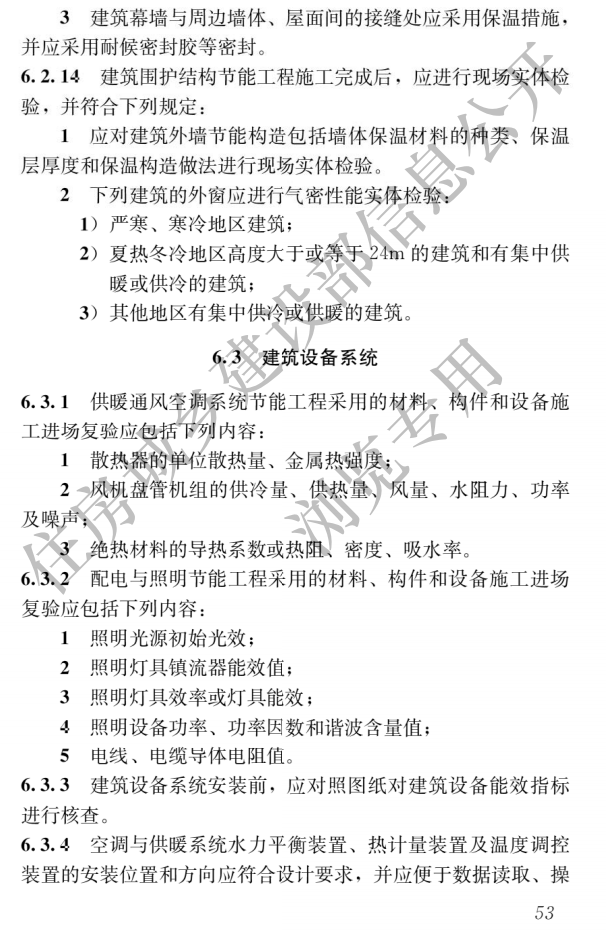 3 建筑幕墙与周边墙体、屋面间的接缝处应采用保温措施，
并应采用耐候密封胶等密封。
6.2.14 建筑围护结构节能工程施工完成后，应进行现场实体检
验，并符合下列规定：
1 应对建筑外墙节能构造包括墙体保温材料的种类、保温
层厚度和保温构造做法进行现场实体检验。
2 下列建筑的外窗应进行气密性能实体检验：
1）严寒、寒冷地区建筑；
2）夏热冬冷地区高度大于或等于24m的建筑和有集中供
暖或供冷的建筑；
3）其他地区有集中供冷或供暖的建筑。
6.3 建筑设备系统
6.3.1 供暖通风空调系统节能工程采用的材料、构件和设备施
工进场复验应包括下列内容：
1 散热器的单位散热量、金属热强度；
2 风机盘管机组的供冷量、供热量、风量、水阻力、功率
及噪声；
3 绝热材料的导热系数或热阻、密度、吸水率。
6.3.2 配电与照明节能工程采用的材料、构件和设备施工进场
复验应包括下列内容：
1 照明光源初始光效；
2 照明灯具镇流器能效值；
3 照明灯具效率或灯具能效；
4 照明设备功率、功率因数和谐波含量值；
5 电线、电缆导体电阻值。
6.3.3 建筑设备系统安装前，应对照图纸对建筑设备能效指标
进行核查。
6.3.4 空调与供暖系统水力平衡装置、热计量装置及温度调控
装置的安装位置和方向应符合设计要求，并应便于数据读取、操
53
住房城乡建设部信息公开
浏览专用